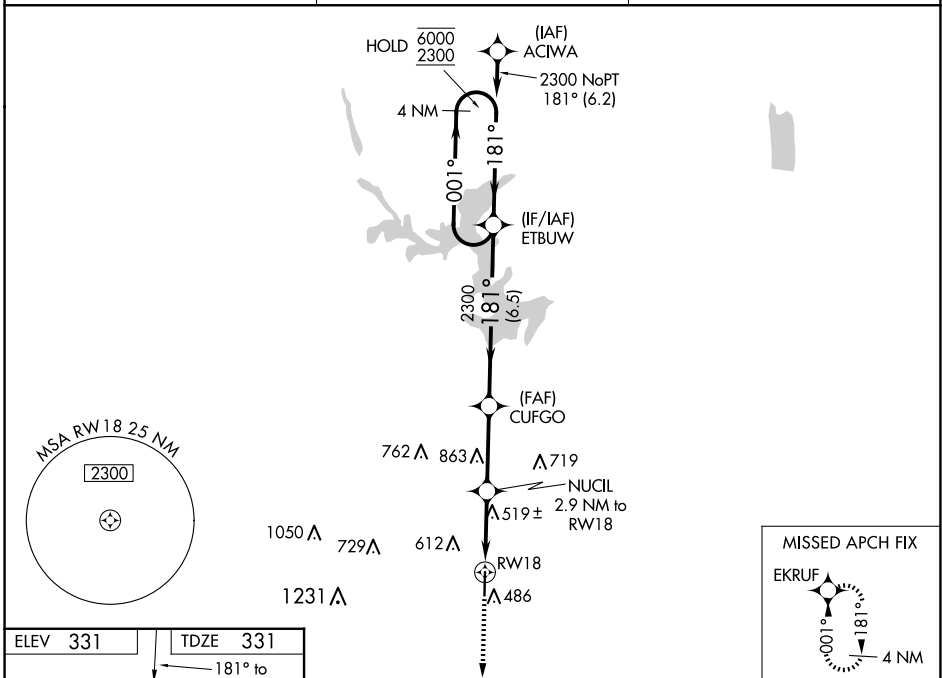 HOLD 6000
2300
(IAF)
ACIWA
2300 NoPT
181° (6.2)
4 NM
001°
181°
(IF/IAF)
ETBUW
2300
181°
(6.5)
(FAF)
CUFGO
MSA RW18 25 NM
2300
762
863
719
NUCIL
2.9 NM to
RW18
519 ±
1050
729
612
RW18
1231
486
MISSED APCH FIX
EKRUF
001°
181°
4 NM
ELEV 331
TDZE 331
181° to